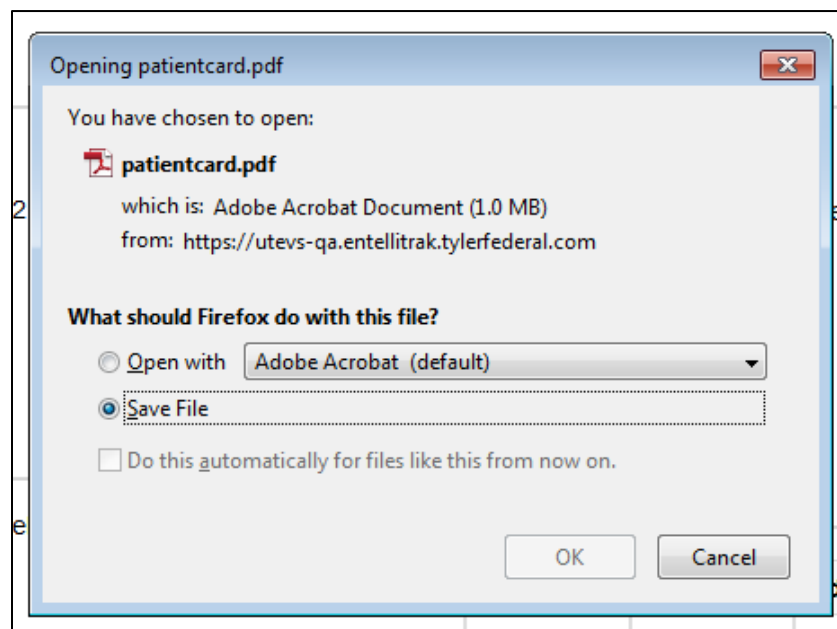 Opening patientcard.pdf
You have chosen to open:
patientcard.pdf
which is: Adobe Acrobat Document (1.0 MB)
2
from: https://utevs-qa.entellitrak.tylerfederal.com
What should Firefox do with this file?
Open with Adobe Acrobat (default)
Save File
Do this automatically for files like this from now on.
e
OK Cancel